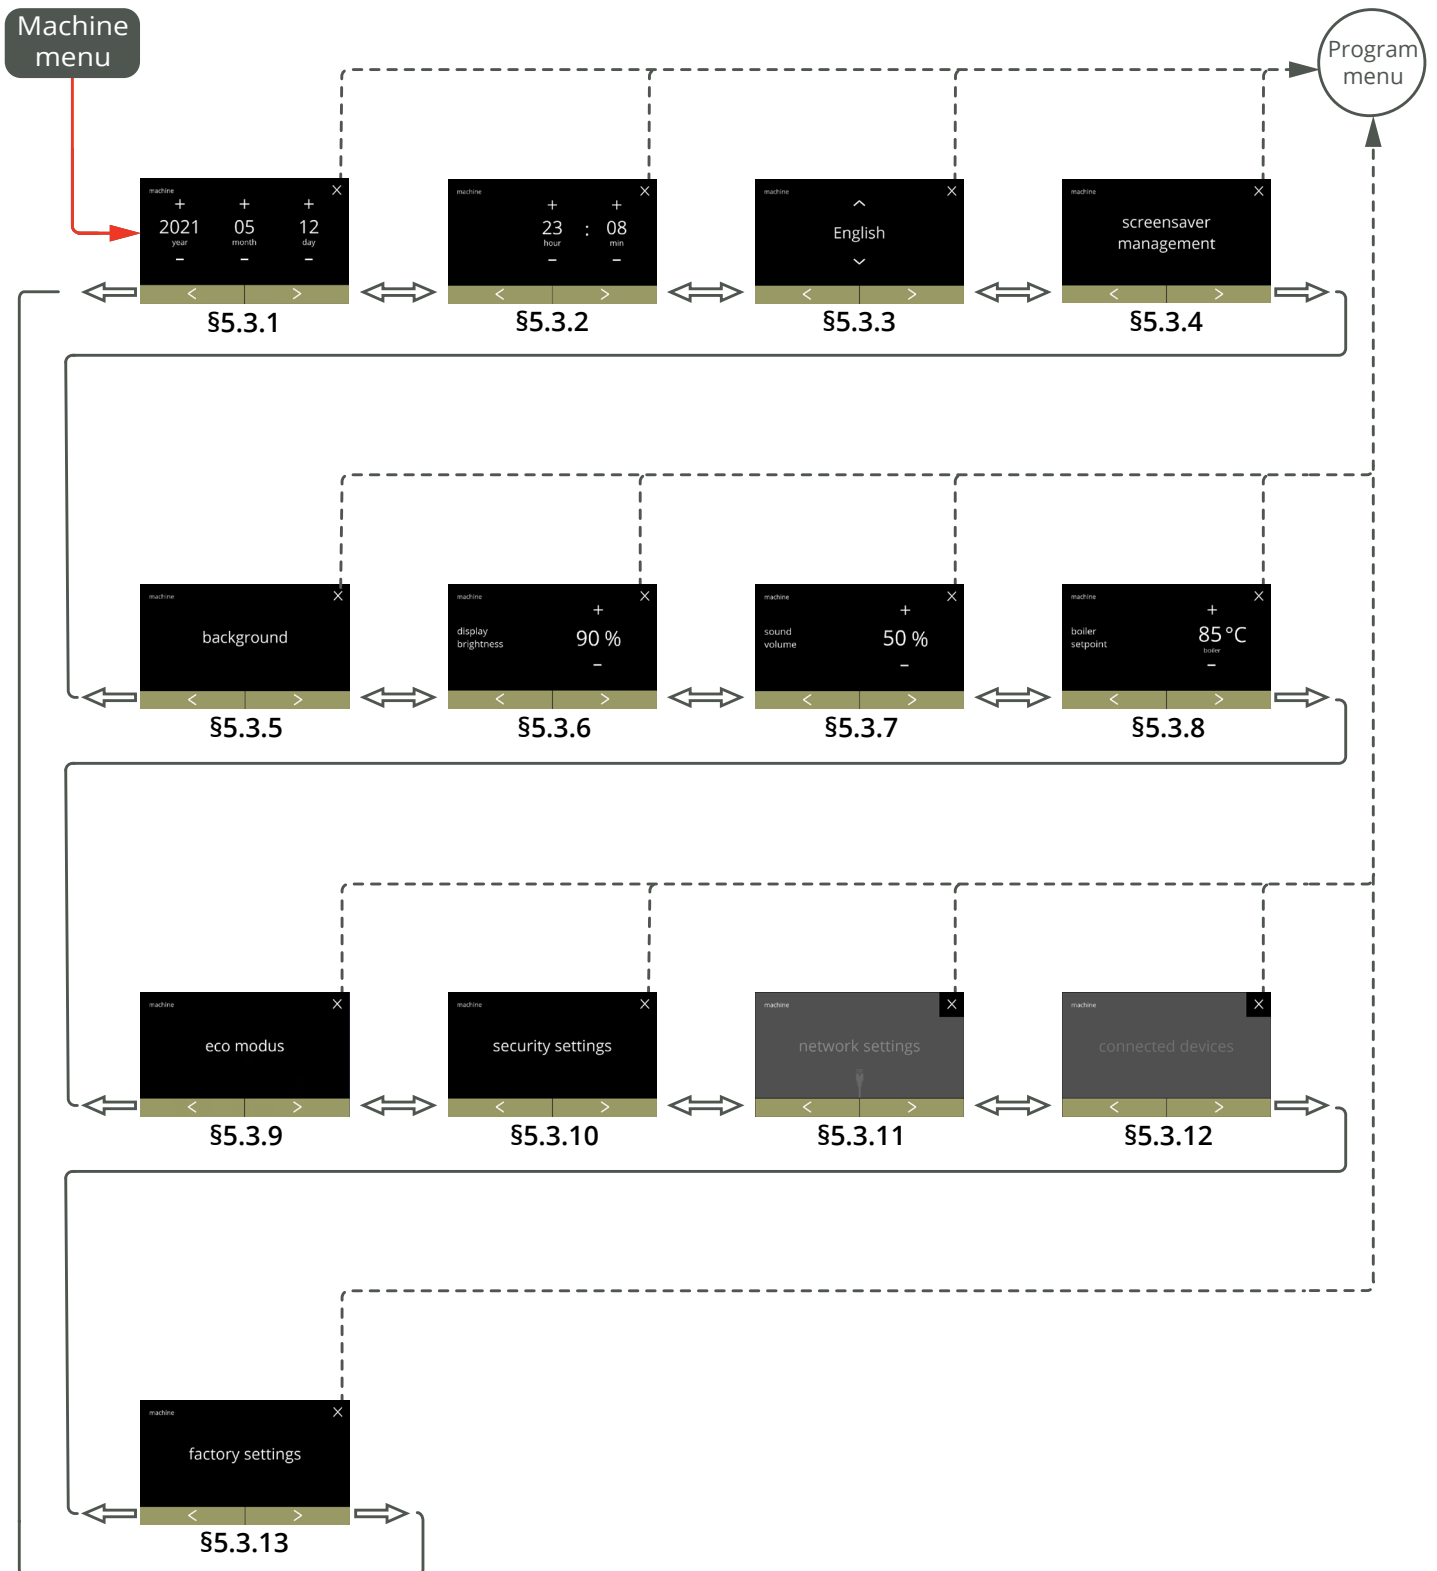 Machine
menu
Program
menu
machine
X
+ + +
2021 05 12
year month day
− − −
< >
§5.3.1
machine
X
+ +
23 : 08
hour min
− −
< >
§5.3.2
machine
X
English
< >
§5.3.3
machine
X
screensaver
management
< >
§5.3.4
machine
X
background
< >
§5.3.5
machine
X
+
display
brightness
90 %
−
< >
§5.3.6
machine
X
+
sound
volume
50 %
−
< >
§5.3.7
machine
X
+
boiler
setpoint
85 °C
boiler
−
< >
§5.3.8
machine
X
eco modus
< >
§5.3.9
machine
X
security settings
< >
§5.3.10
machine
X
network settings
< >
§5.3.11
machine
X
connected devices
< >
§5.3.12
machine
X
factory settings
< >
§5.3.13